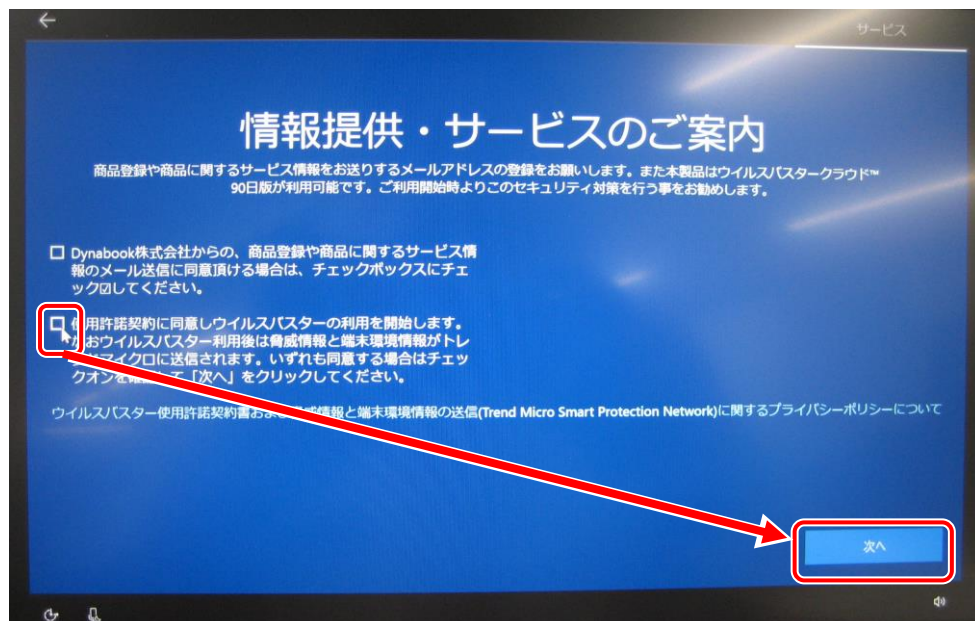 サービス
情報提供・サービスのご案内
商品登録や商品に関するサービス情報をお送りするメールアドレスの登録をお願いします。また本製品はウイルスバスタークラウド™
90日版が利用可能です。ご利用開始時よりこのセキュリティ対策を行う事をお勧めします。
Dynabook株式会社からの、商品登録や商品に関するサービス情
報のメール送信に同意頂ける場合は、チェックボックスにチェ
ック☑してください。
使用許諾契約に同意しウイルスバスターの利用を開始します。
なおウイルスバスター利用後は脅威情報と端末環境情報がトレ
ンドマイクロに送信されます。いずれも同意する場合はチェッ
クオンを確認して「次へ」をクリックしてください。
ウイルスバスター使用許諾契約書および脅威情報と端末環境情報の送信(Trend Micro Smart Protection Network)に関するプライバシーポリシーについて
次へ